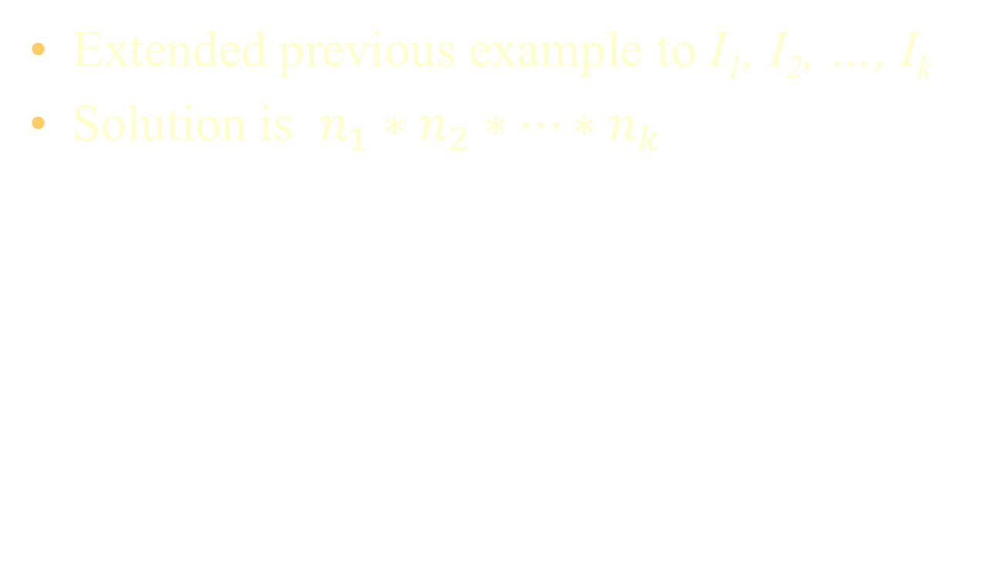 • Extended previous example to I₁, I₂, …, Iₖ
• Solution is n₁ ∗ n₂ ∗ ⋯ ∗ nₖ